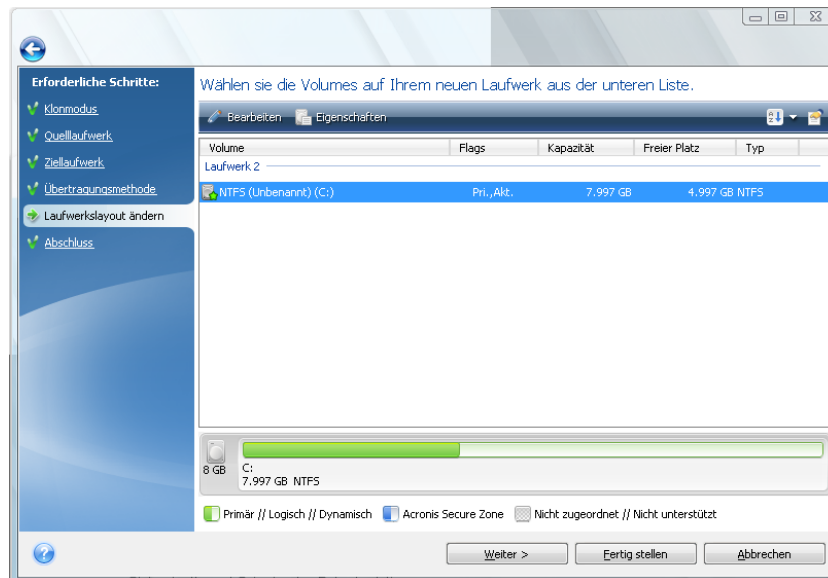 Erforderliche Schritte:
Klonmodus
Quelllaufwerk
Ziellaufwerk
Übertragungsmethode
Laufwerkslayout ändern
Abschluss
Wählen sie die Volumes auf Ihrem neuen Laufwerk aus der unteren Liste.
Bearbeiten Eigenschaften
Volume Flags Kapazität Freier Platz Typ
Laufwerk 2
NTFS (Unbenannt) (C:) Pri.,Akt. 7.997 GB 4.997 GB NTFS
8 GB
C:
7.997 GB NTFS
Primär // Logisch // Dynamisch Acronis Secure Zone Nicht zugeordnet // Nicht unterstützt
Weiter > Fertig stellen Abbrechen